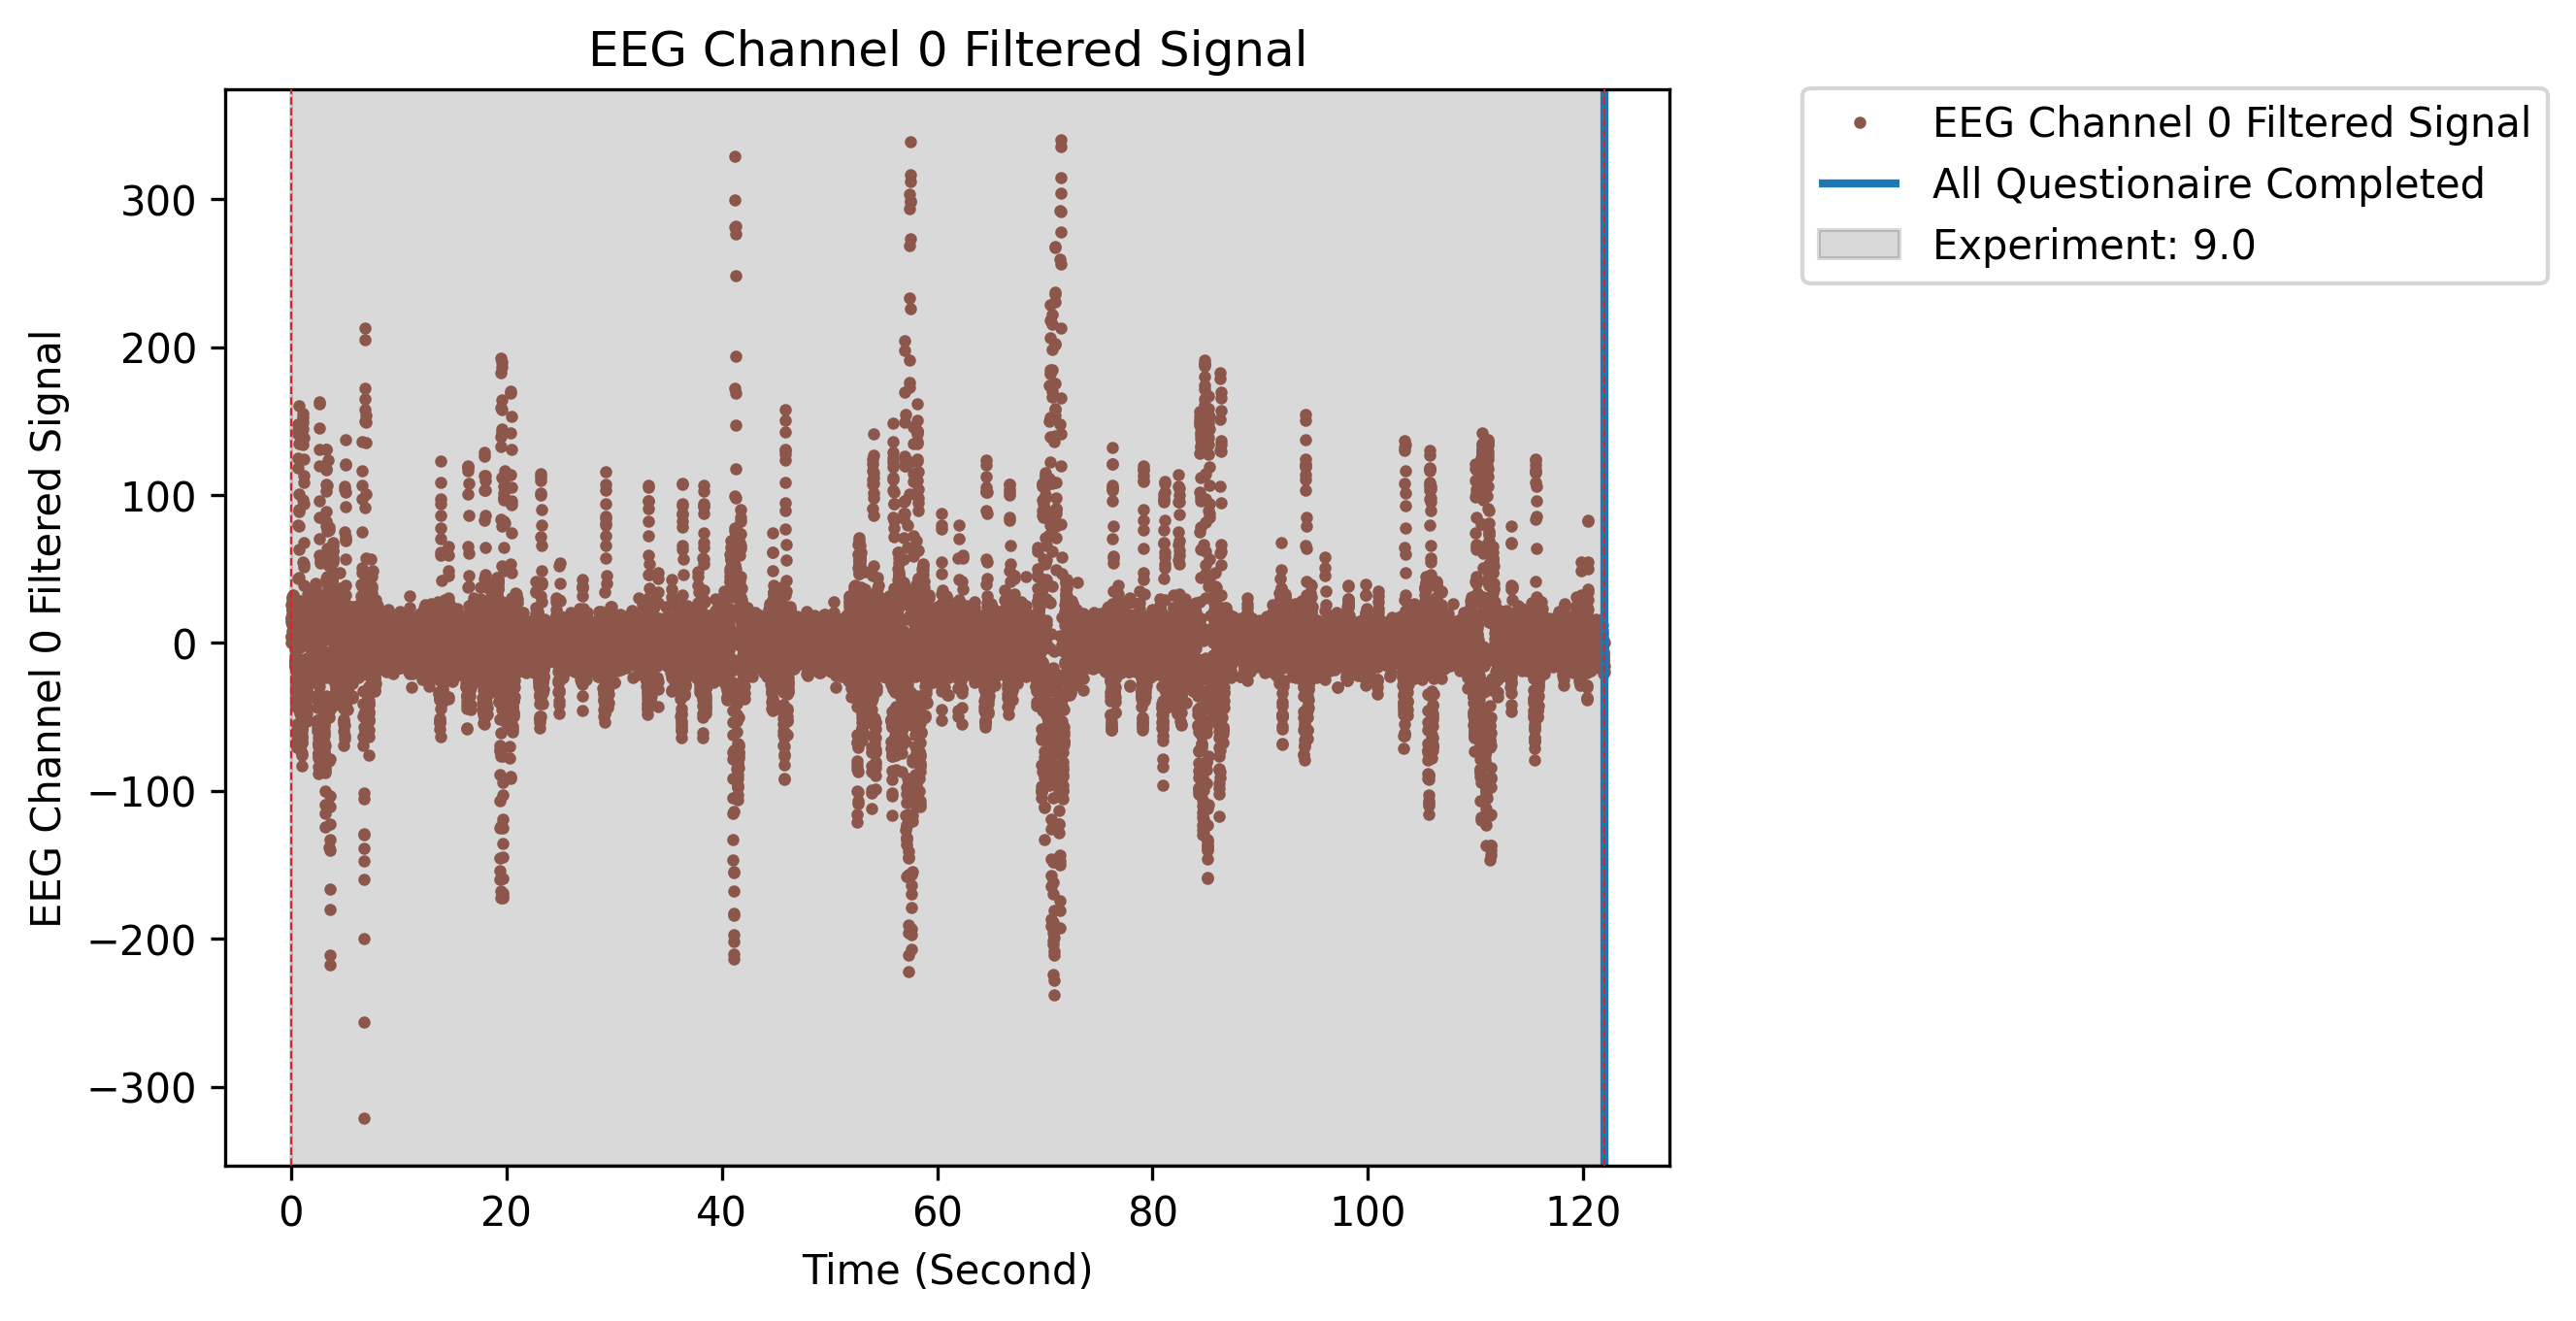 EEG Channel 0 Filtered Signal
EEG Channel 0 Filtered Signal
All Questionaire Completed
Experiment: 9.0
EEG Channel 0 Filtered Signal
300
200
100
0
−100
−200
−300
0 20 40 60 80 100 120
Time (Second)